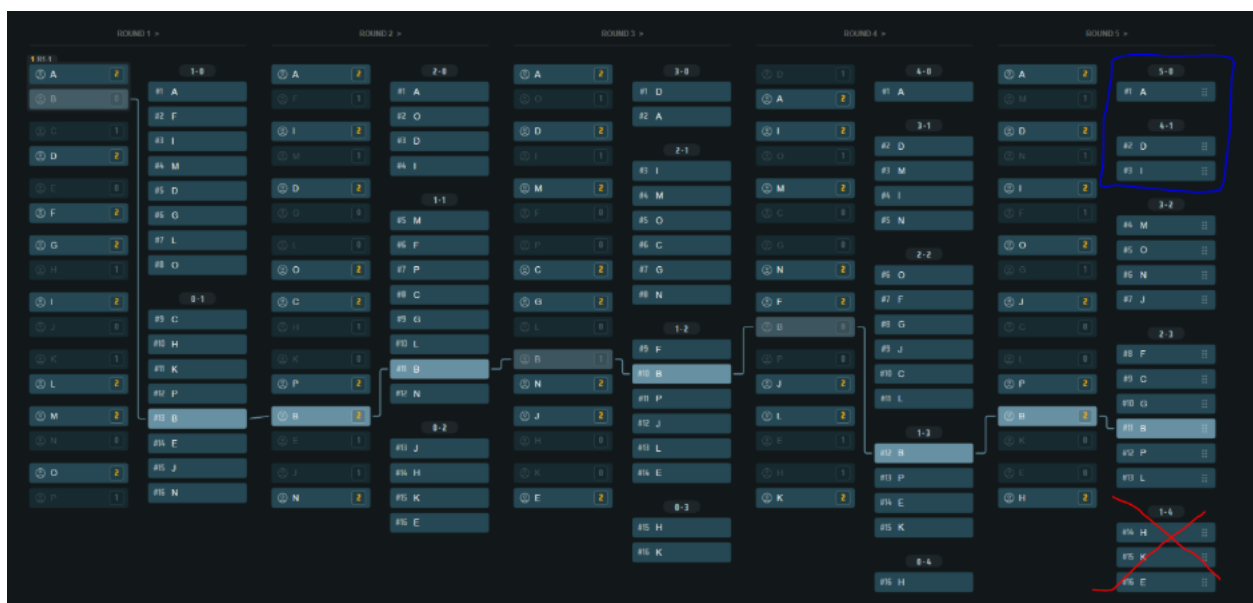 ROUND 1 >
1 R1-1
A 2
B
C 1
D 2
E 0
F 2
G 2
H 1
I 2
J 0
K 1
L 2
M 2
N 0
O 2
P 1
1-0
#1 A
#2 F
#3 I
#4 M
#5 D
#6 G
#7 L
#8 O
0-1
#9 C
#10 H
#11 K
#12 P
#13 B
#14 E
#15 J
#16 N
ROUND 2 >
A 2
F 1
I 2
M 1
D 2
G 0
L 0
O 2
C 2
H 1
K 0
P 2
B 2
E 1
J 1
N 2
2-0
#1 A
#2 O
#3 D
#4 I
1-1
#5 M
#6 F
#7 P
#8 C
#9 G
#10 L
#11 B
#12 N
0-2
#13 J
#14 H
#15 K
#16 E
ROUND 3 >
A 2
O 1
D 2
I 1
M 2
F 0
P 0
C 2
G 2
L 0
B 1
N 2
J 2
H 0
K 0
E 2
3-0
#1 D
#2 A
2-1
#3 I
#4 M
#5 O
#6 C
#7 G
#8 N
1-2
#9 F
#10 B
#11 P
#12 J
#13 L
#14 E
0-3
#15 H
#16 K
ROUND 4 >
D 1
A 2
I 2
O 1
M 2
C 0
G 0
N 2
F 2
B 0
P 0
J 2
L 2
E 1
H 1
K 2
4-0
#1 A
3-1
#2 D
#3 M
#4 I
#5 N
2-2
#6 O
#7 F
#8 G
#9 J
#10 C
#11 L
1-3
#12 B
#13 P
#14 E
#15 K
0-4
#16 H
ROUND 5 >
A 2
M 1
D 2
N 1
I 2
F 1
O 2
G 1
J 2
C 0
L
P 2
B 2
K 0
E 0
H 2
5-0
#1 A
4-1
#2 D
#3 I
3-2
#4 M
#5 O
#6 N
#7 J
2-3
#8 F
#9 C
#10 G
#11 B
#12 P
#13 L
1-4
#14 H
#15 K
#16 E